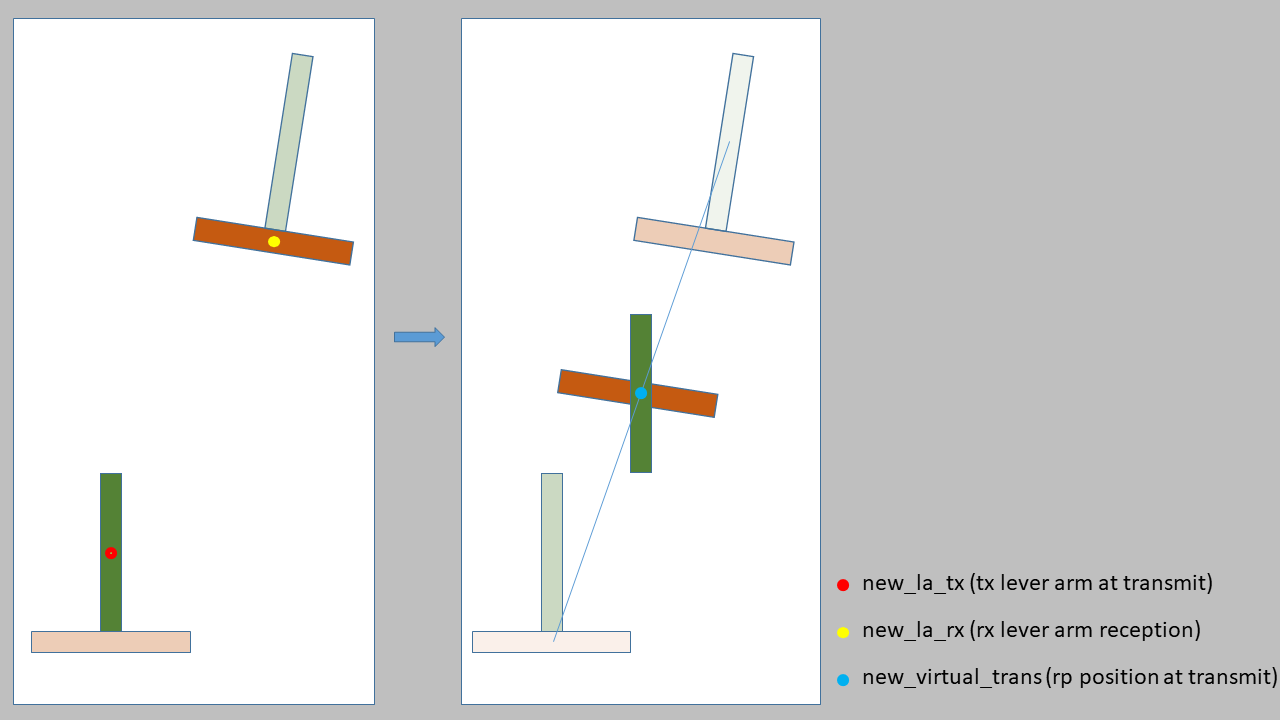 new_la_tx (tx lever arm at transmit)
new_la_rx (rx lever arm reception)
new_virtual_trans (rp position at transmit)